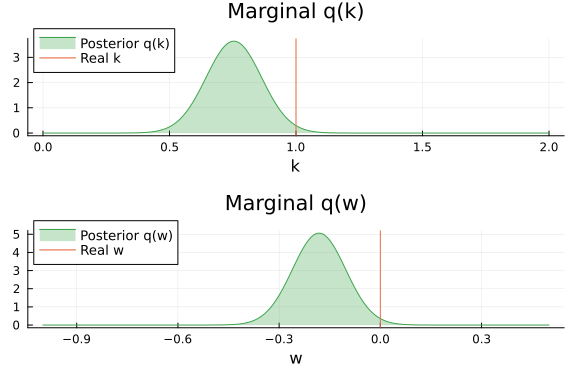 Marginal q(k)
Posterior q(k)
Real k
3
2
1
0
0.0 0.5 1.0 1.5 2.0
k
Marginal q(w)
Posterior q(w)
Real w
5
4
3
2
1
0
−0.9 −0.6 −0.3 0.0 0.3
w